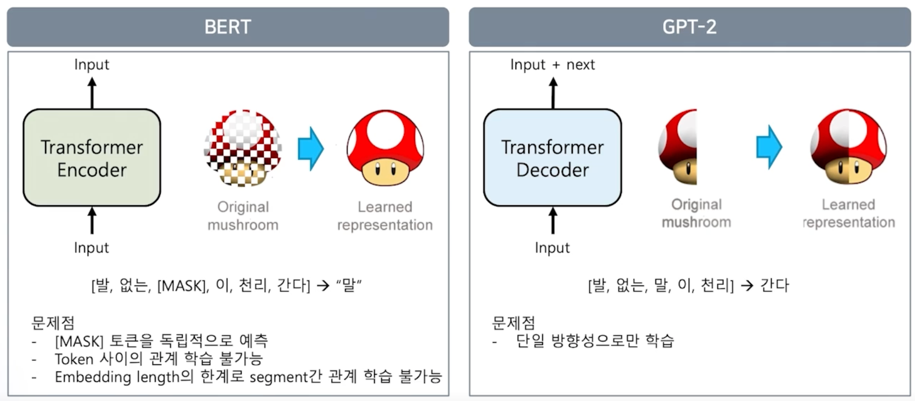 BERT
Input
Transformer
Encoder
Input
Original
mushroom
Learned
representation
[발, 없는, [MASK], 이, 천리, 간다] → “말”
문제점
- [MASK] 토큰을 독립적으로 예측
- Token 사이의 관계 학습 불가능
- Embedding length의 한계로 segment간 관계 학습 불가능
GPT-2
Input + next
Transformer
Decoder
Input
Original
mushroom
Learned
representation
[발, 없는, 말, 이, 천리] → 간다
문제점
- 단일 방향성으로만 학습